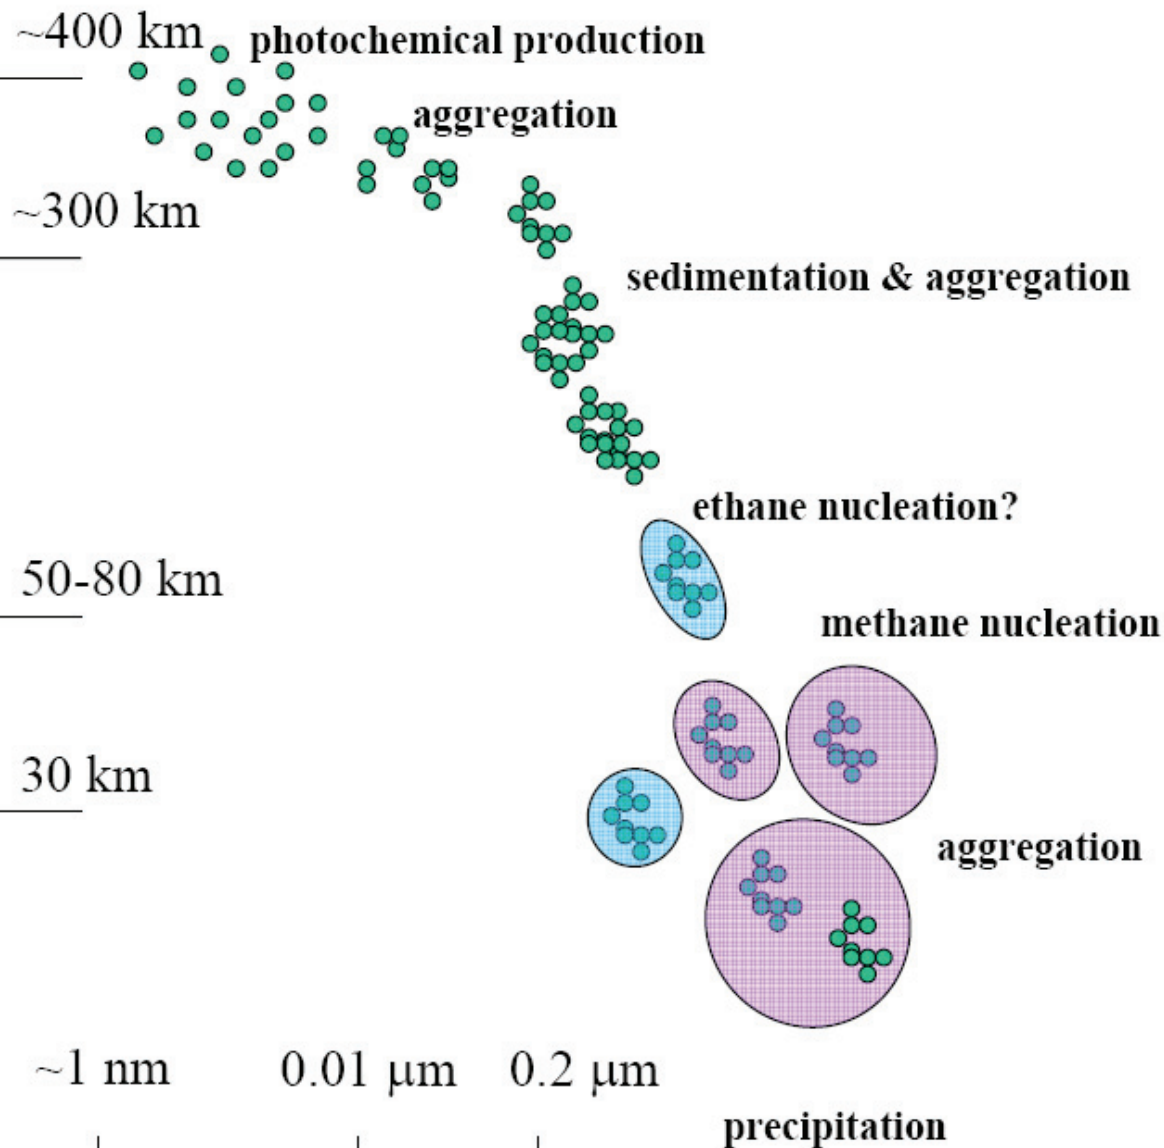 ~400 km
photochemical production
aggregation
~300 km
sedimentation & aggregation
ethane nucleation?
50-80 km
methane nucleation
30 km
aggregation
~1 nm
0.01 μm
0.2 μm
precipitation